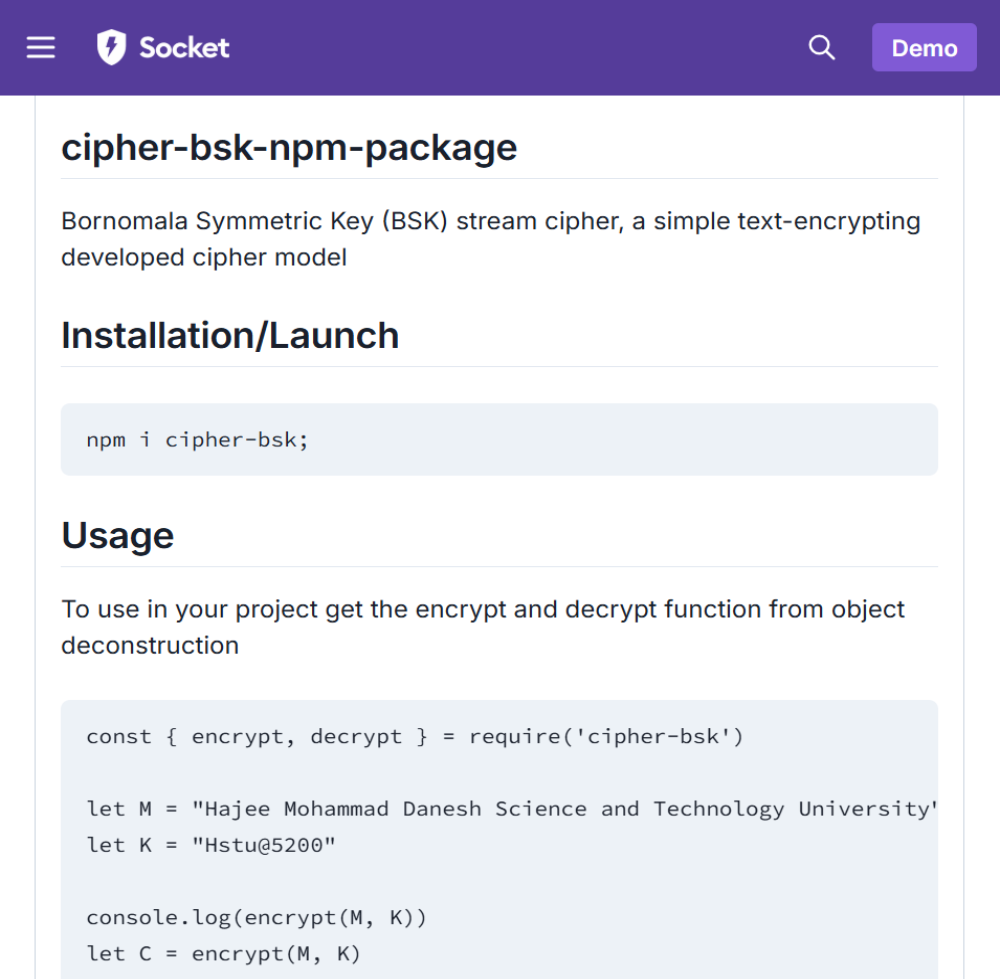 Socket
Demo
cipher-bsk-npm-package
Bornomala Symmetric Key (BSK) stream cipher, a simple text-encrypting
developed cipher model
Installation/Launch
npm i cipher-bsk;
Usage
To use in your project get the encrypt and decrypt function from object
deconstruction
const { encrypt, decrypt } = require('cipher-bsk')
let M = "Hajee Mohammad Danesh Science and Technology University"
let K = "Hstu@5200"
console.log(encrypt(M, K))
let C = encrypt(M, K)